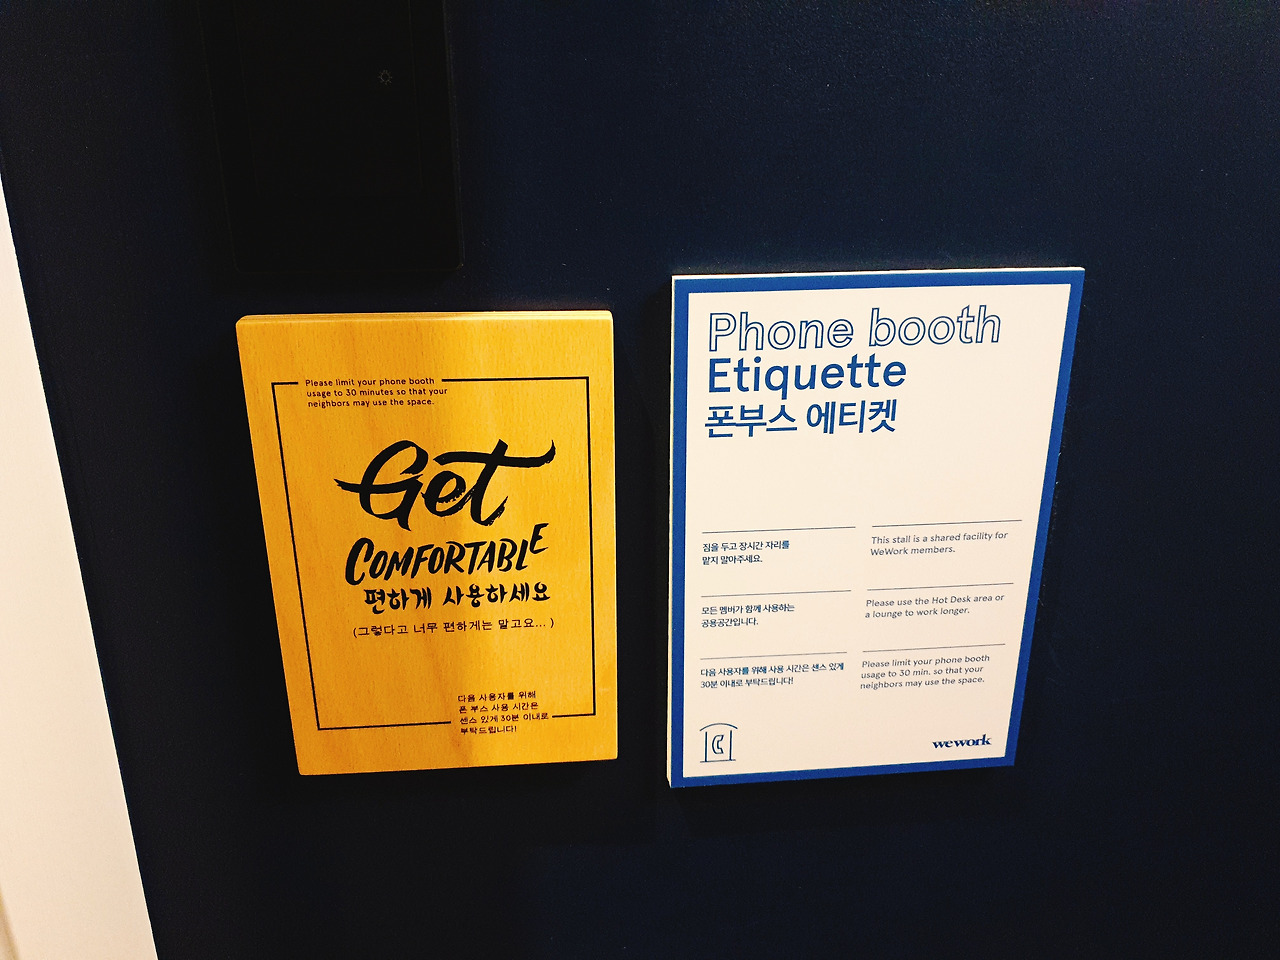 Please limit your phone booth
usage to 30 minutes so that your
neighbors may use the space.
Get
COMFORTABLE
편하게 사용하세요
(그렇다고 너무 편하게는 말고요... )
다음 사용자를 위해
폰 부스 사용 시간은
센스 있게 30분 이내로
부탁드립니다!
Phone booth
Etiquette
폰부스 에티켓
짐을 두고 장시간 자리를
맡지 말아주세요.
This stall is a shared facility for
WeWork members.
모든 멤버가 함께 사용하는
공용공간입니다.
Please use the Hot Desk area or
a lounge to work longer.
다음 사용자를 위해 사용 시간은 센스 있게
30분 이내로 부탁드립니다!
Please limit your phone booth
usage to 30 min. so that your
neighbors may use the space.
wework